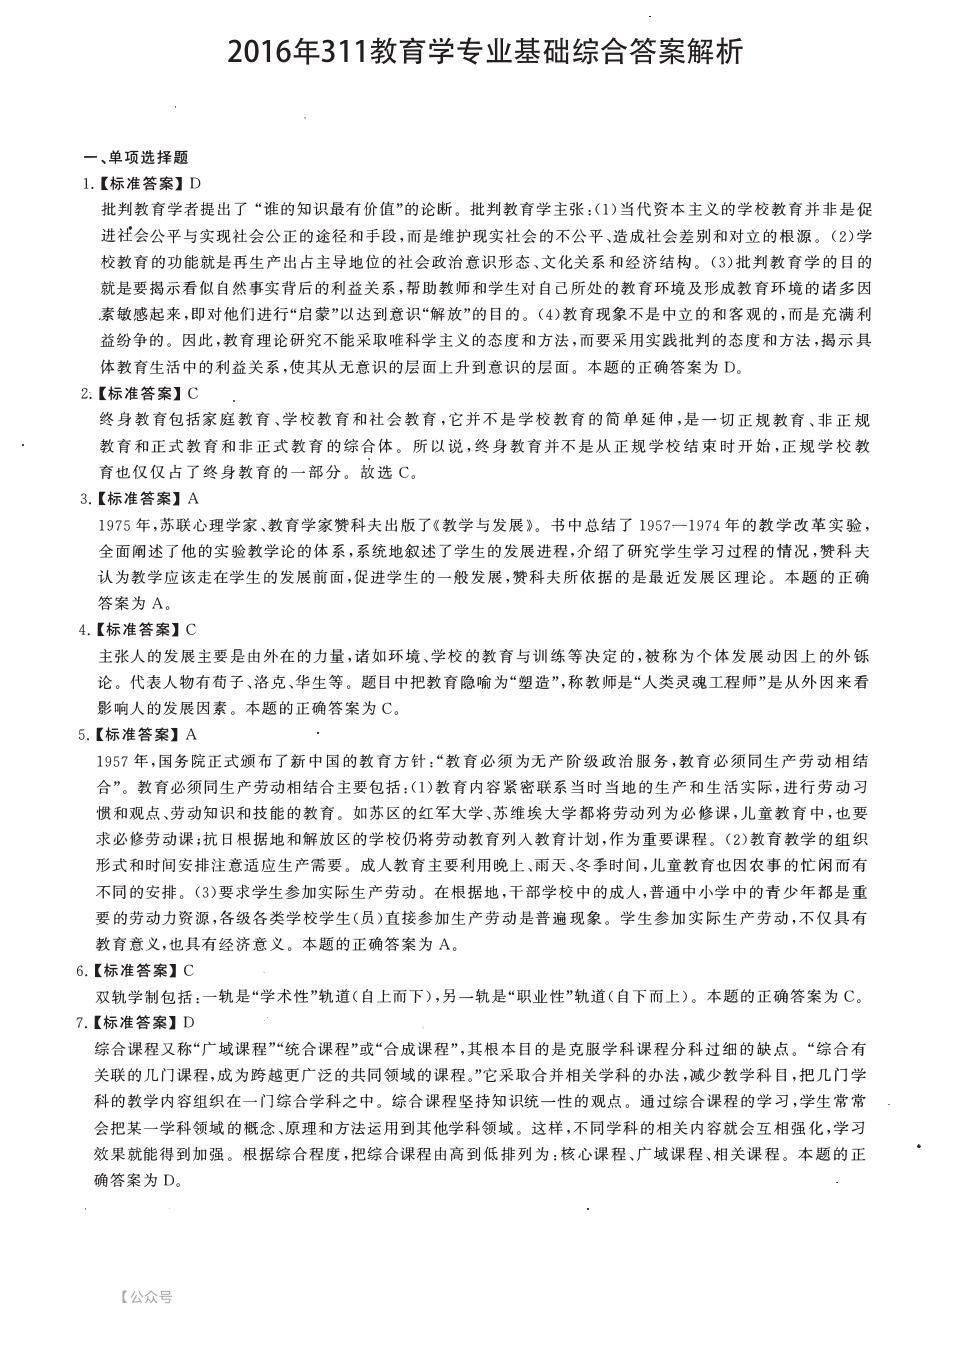 2016年311教育学专业基础综合答案解析
一、单项选择题
1.【标准答案】D
批判教育学者提出了 “谁的知识最有价值”的论断。批判教育学主张:(1)当代资本主义的学校教育并非是促
进社会公平与实现社会公正的途径和手段,而是维护现实社会的不公平、造成社会差别和对立的根源。(2)学
校教育的功能就是再生产出占主导地位的社会政治意识形态、文化关系和经济结构。(3)批判教育学的目的
就是要揭示看似自然事实背后的利益关系,帮助教师和学生对自己所处的教育环境及形成教育环境的诸多因
素敏感起来,即对他们进行“启蒙”以达到意识“解放”的目的。(4)教育现象不是中立的和客观的,而是充满利
益纷争的。因此,教育理论研究不能采取唯科学主义的态度和方法,而要采用实践批判的态度和方法,揭示具
体教育生活中的利益关系,使其从无意识的层面上升到意识的层面。本题的正确答案为 D。
2.【标准答案】C
终身教育包括家庭教育、学校教育和社会教育,它并不是学校教育的简单延伸,是一切正规教育、非正规
教育和正式教育和非正式教育的综合体。所以说,终身教育并不是从正规学校结束时开始,正规学校教
育也仅仅占了终身教育的一部分。故选 C。
3.【标准答案】A
1975 年,苏联心理学家、教育学家赞科夫出版了《教学与发展》。书中总结了 1957—1974 年的教学改革实验,
全面阐述了他的实验教学论的体系,系统地叙述了学生的发展进程,介绍了研究学生学习过程的情况,赞科夫
认为教学应该走在学生的发展前面,促进学生的一般发展,赞科夫所依据的是最近发展区理论。本题的正确
答案为 A。
4.【标准答案】C
主张人的发展主要是由外在的力量,诸如环境、学校的教育与训练等决定的,被称为个体发展动因上的外铄
论。代表人物有荀子、洛克、华生等。题目中把教育隐喻为“塑造”,称教师是“人类灵魂工程师”是从外因来看
影响人的发展因素。本题的正确答案为 C。
5.【标准答案】A
1957 年,国务院正式颁布了新中国的教育方针:“教育必须为无产阶级政治服务,教育必须同生产劳动相结
合”。教育必须同生产劳动相结合主要包括:(1)教育内容紧密联系当时当地的生产和生活实际,进行劳动习
惯和观点、劳动知识和技能的教育。如苏区的红军大学、苏维埃大学都将劳动列为必修课,儿童教育中,也要
求必修劳动课;抗日根据地和解放区的学校仍将劳动教育列入教育计划,作为重要课程。(2)教育教学的组织
形式和时间安排注意适应生产需要。成人教育主要利用晚上、雨天、冬季时间,儿童教育也因农事的忙闲而有
不同的安排。(3)要求学生参加实际生产劳动。在根据地,干部学校中的成人,普通中小学中的青少年都是重
要的劳动力资源,各级各类学校学生(员)直接参加生产劳动是普遍现象。学生参加实际生产劳动,不仅具有
教育意义,也具有经济意义。本题的正确答案为 A。
6.【标准答案】C
双轨学制包括:一轨是“学术性”轨道(自上而下),另一轨是“职业性”轨道(自下而上)。本题的正确答案为 C。
7.【标准答案】D
综合课程又称“广域课程”“统合课程”或“合成课程”,其根本目的是克服学科课程分科过细的缺点。“综合有
关联的几门课程,成为跨越更广泛的共同领域的课程。”它采取合并相关学科的办法,减少教学科目,把几门学
科的教学内容组织在一门综合学科之中。综合课程坚持知识统一性的观点。通过综合课程的学习,学生常常
会把某一学科领域的概念、原理和方法运用到其他学科领域。这样,不同学科的相关内容就会互相强化,学习
效果就能得到加强。根据综合程度,把综合课程由高到低排列为:核心课程、广域课程、相关课程。本题的正
确答案为 D。
【公众号